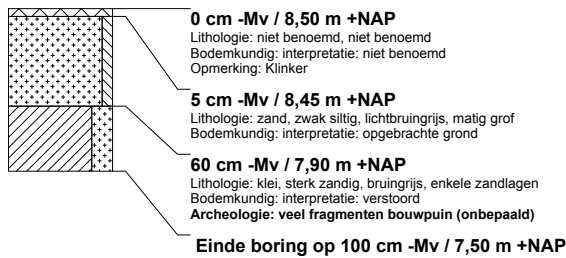 0 cm -Mv / 8,50 m +NAP
Lithologie: niet benoemd, niet benoemd
Bodemkundig: interpretatie: niet benoemd
Opmerking: Klinker
5 cm -Mv / 8,45 m +NAP
Lithologie: zand, zwak siltig, lichtbruingrijs, matig grof
Bodemkundig: interpretatie: opgebrachte grond
60 cm -Mv / 7,90 m +NAP
Lithologie: klei, sterk zandig, bruingrijs, enkele zandlagen
Bodemkundig: interpretatie: verstoord
Archeologie: veel fragmenten bouwpuin (onbepaald)
Einde boring op 100 cm -Mv / 7,50 m +NAP